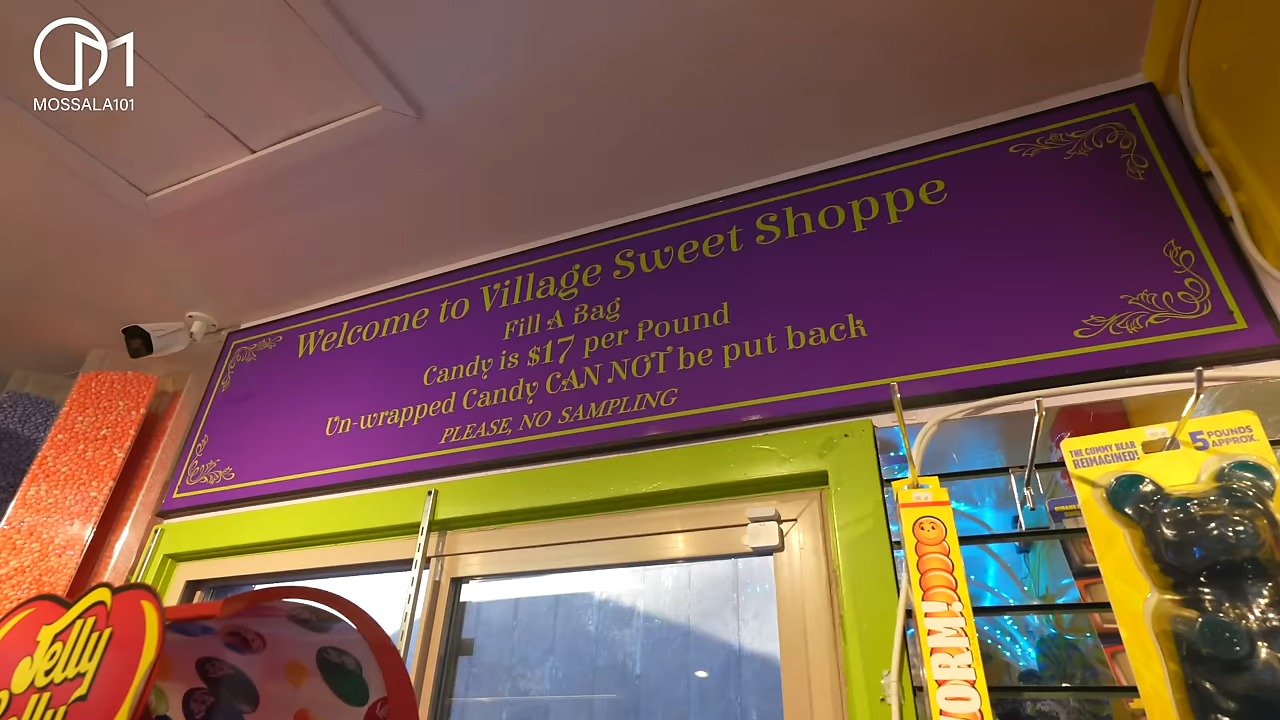 MOSSALA101
Welcome to Village Sweet Shoppe
Fill A Bag
Candy is $17 per Pound
Un-wrapped Candy CAN NOT be put back
PLEASE, NO SAMPLING
THE GUMMY BEAR
REIMAGINED!
5 POUNDS
APPROX.
Jelly
Belly